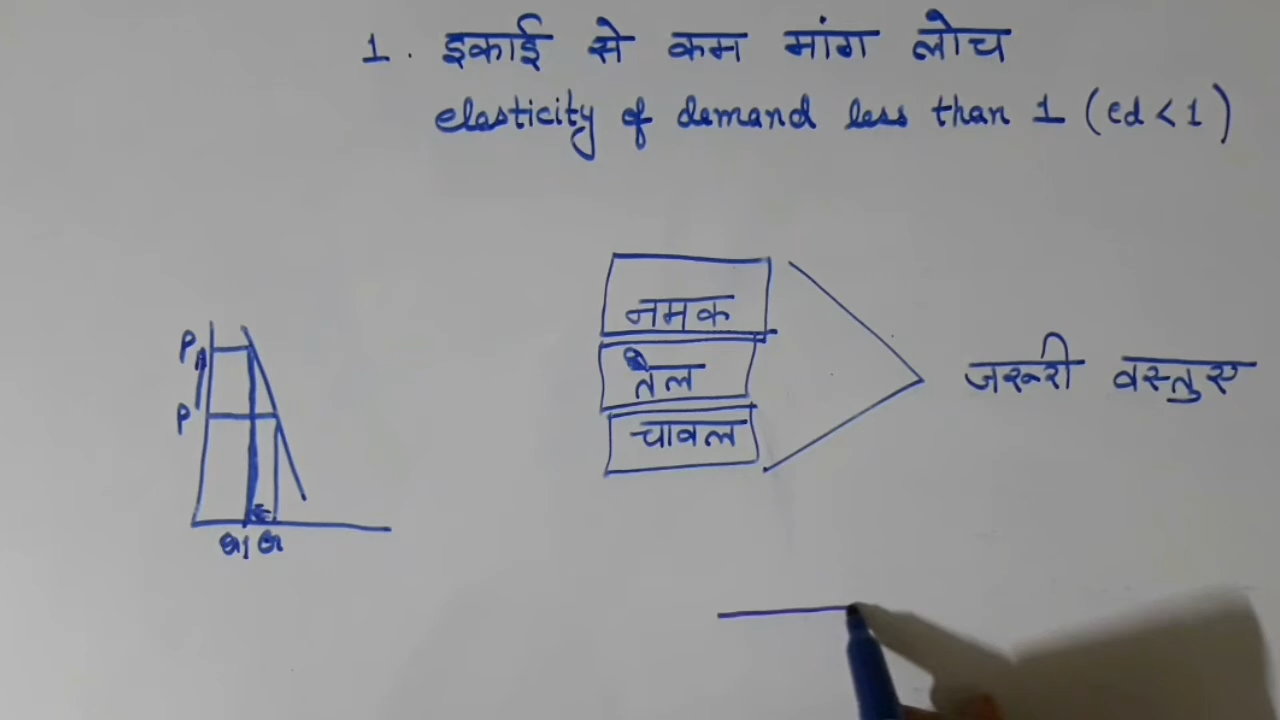 1. इकाई से कम मांग लोच
elasticity of demand less than 1 (ed < 1)
नमक
तेल
चावल
जरूरी वस्तुए
P1
P
Q1 Q